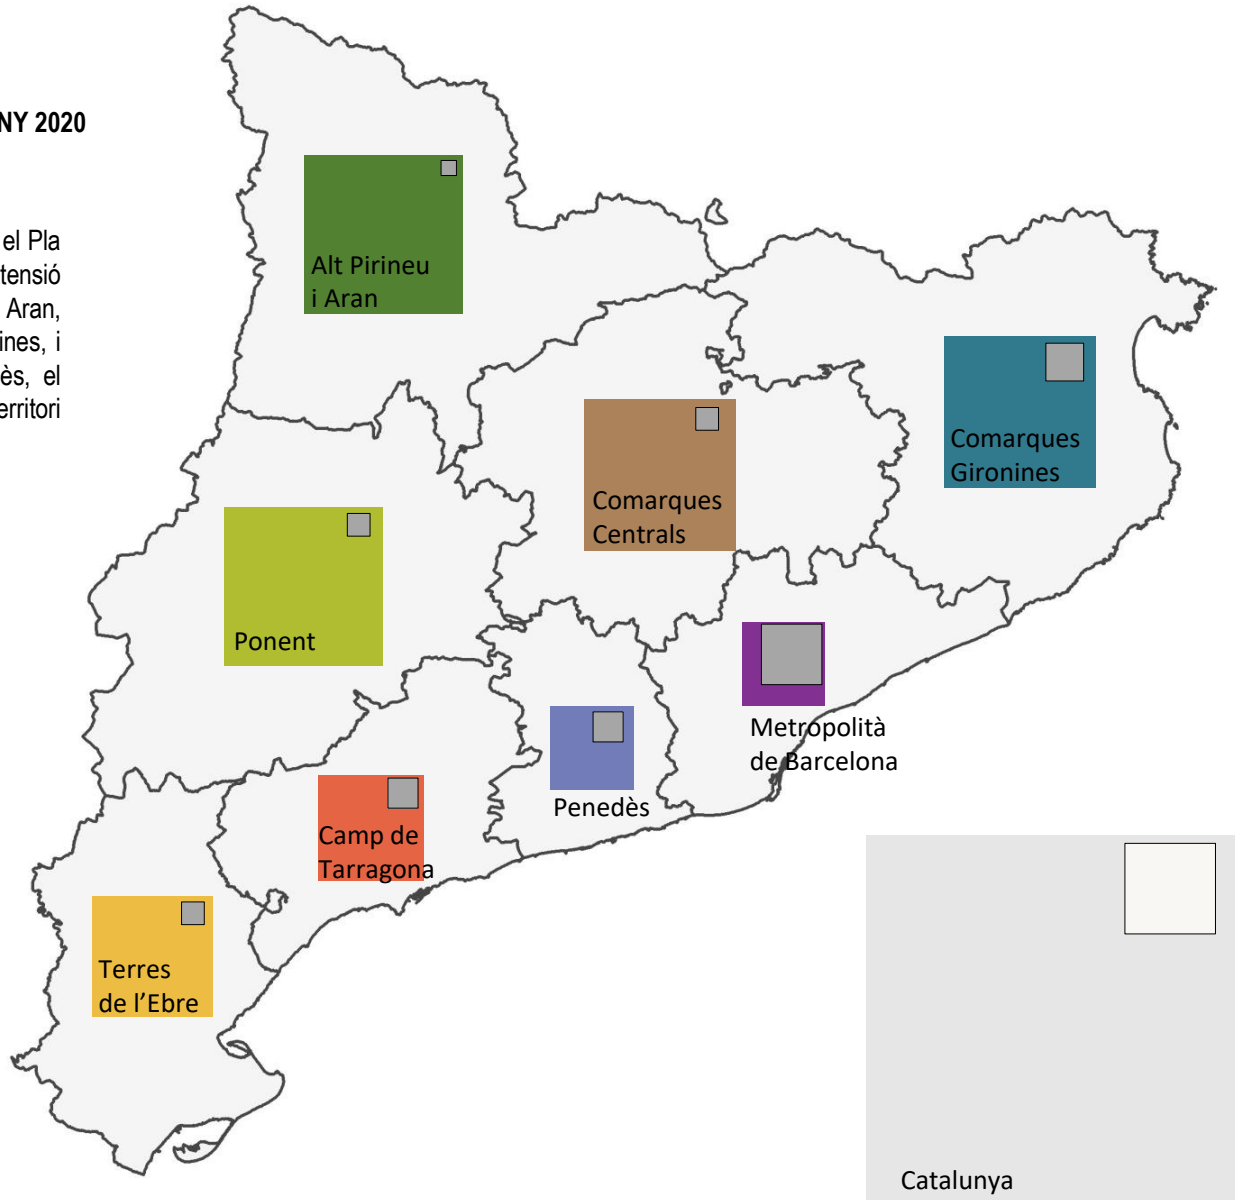 NY 2020
el Pla
tensió
Aran,
ines, i
ès, el
erritori
Alt Pirineu
i Aran
Comarques
Gironines
Comarques
Centrals
Ponent
Metropolità
de Barcelona
Penedès
Camp de
Tarragona
Terres
de l’Ebre
Catalunya